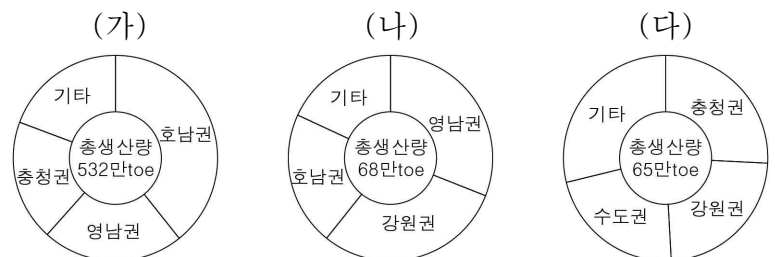 (가)
(나)
(다)
기타
호남권
충청권
영남권
총생산량
532만toe
기타
영남권
호남권
강원권
총생산량
68만toe
기타
충청권
수도권
강원권
총생산량
65만toe